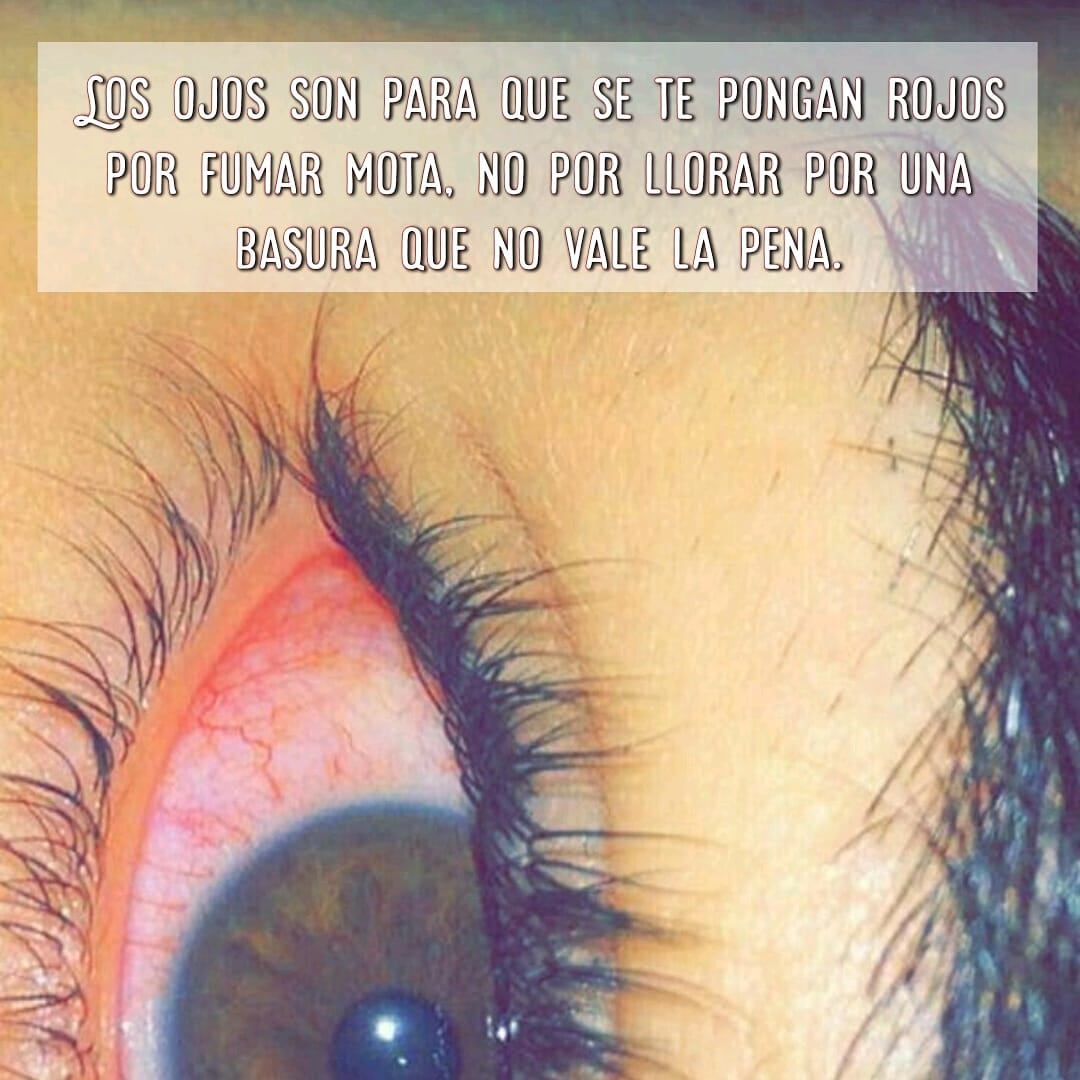 Los ojos son para que se te pongan rojos
por fumar mota, no por llorar por una
basura que no vale la pena.